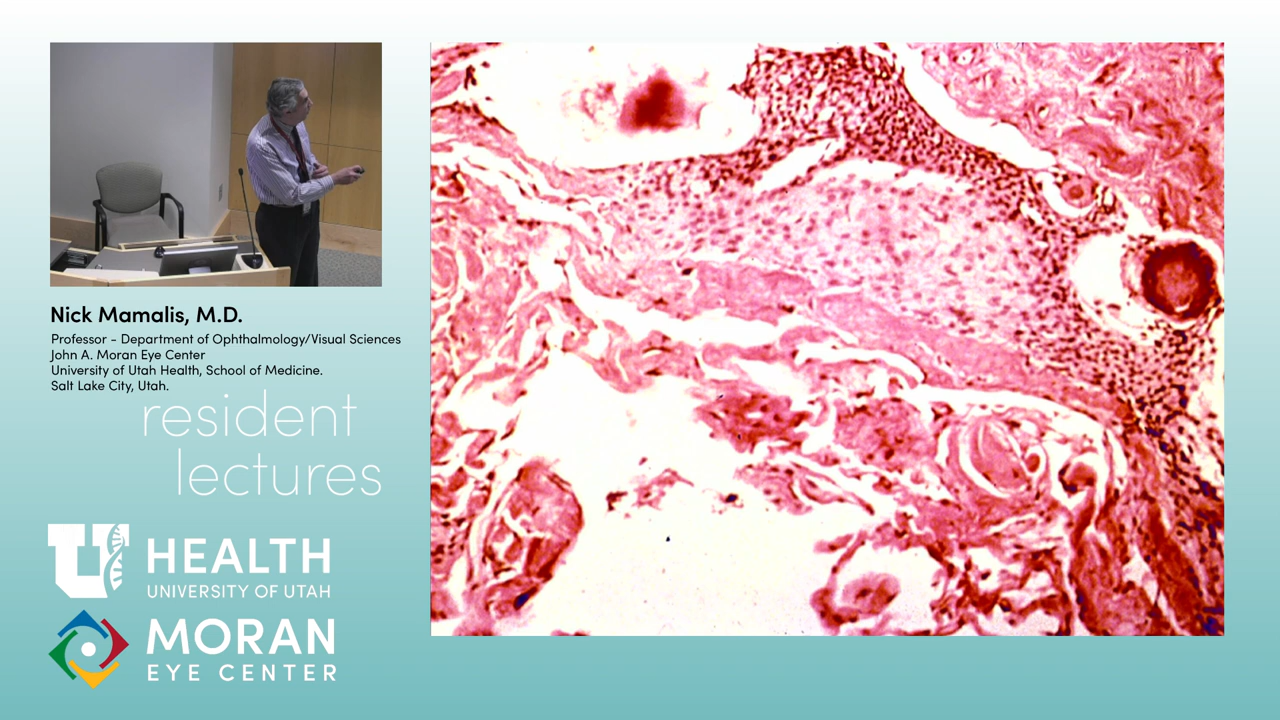 Nick Mamalis, M.D.
Professor - Department of Ophthalmology/Visual Sciences
John A. Moran Eye Center
University of Utah Health, School of Medicine.
Salt Lake City, Utah.
resident
lectures
U HEALTH
UNIVERSITY OF UTAH
MORAN
EYE CENTER